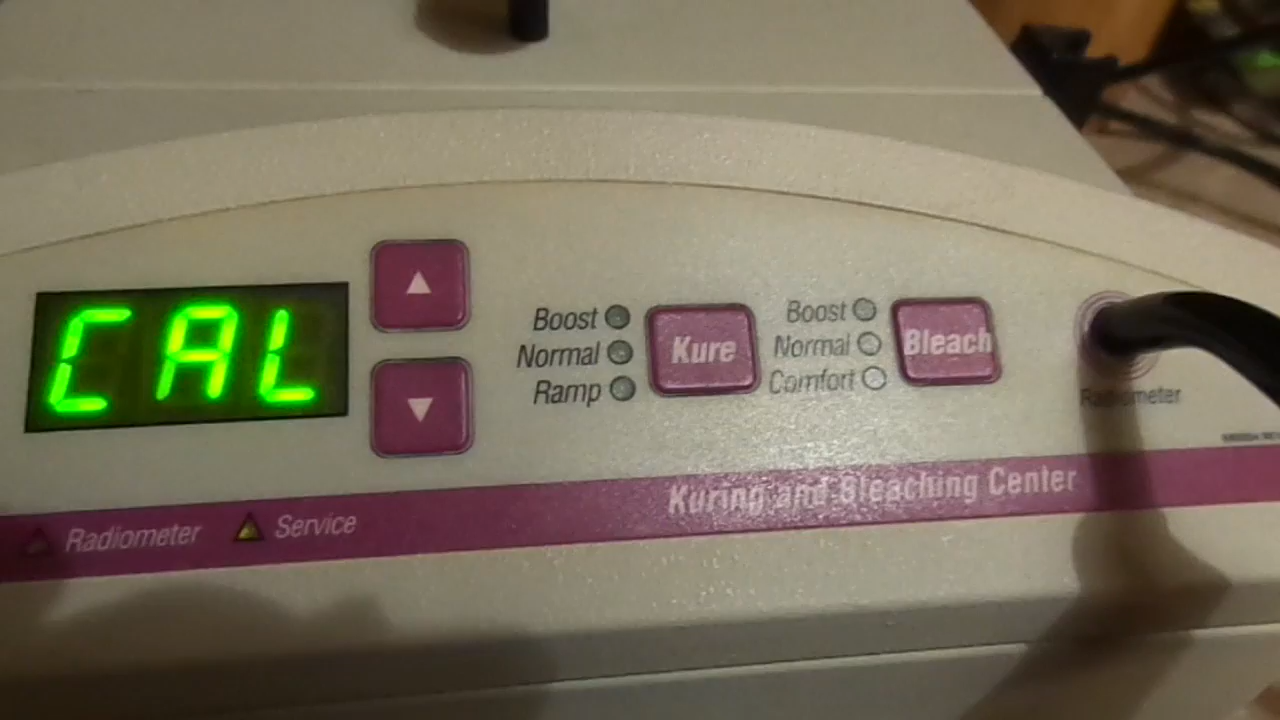 CAL
Boost
Normal
Ramp
Kure
Boost
Normal
Comfort
Bleach
Radiometer
Kuring and Bleaching Center
Radiometer
Service